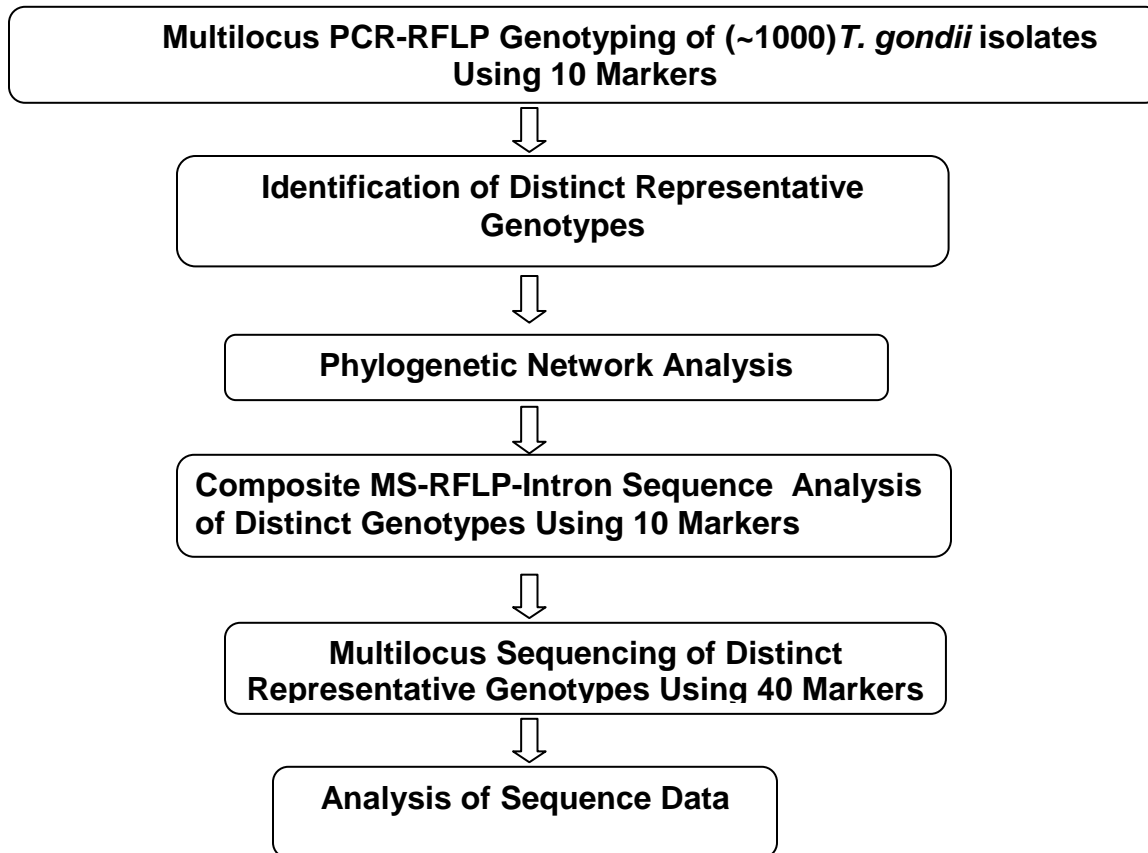 Multilocus PCR-RFLP Genotyping of (~1000)T. gondii isolates
Using 10 Markers
Identification of Distinct Representative
Genotypes
Phylogenetic Network Analysis
Composite MS-RFLP-Intron Sequence Analysis
of Distinct Genotypes Using 10 Markers
Multilocus Sequencing of Distinct
Representative Genotypes Using 40 Markers
Analysis of Sequence Data